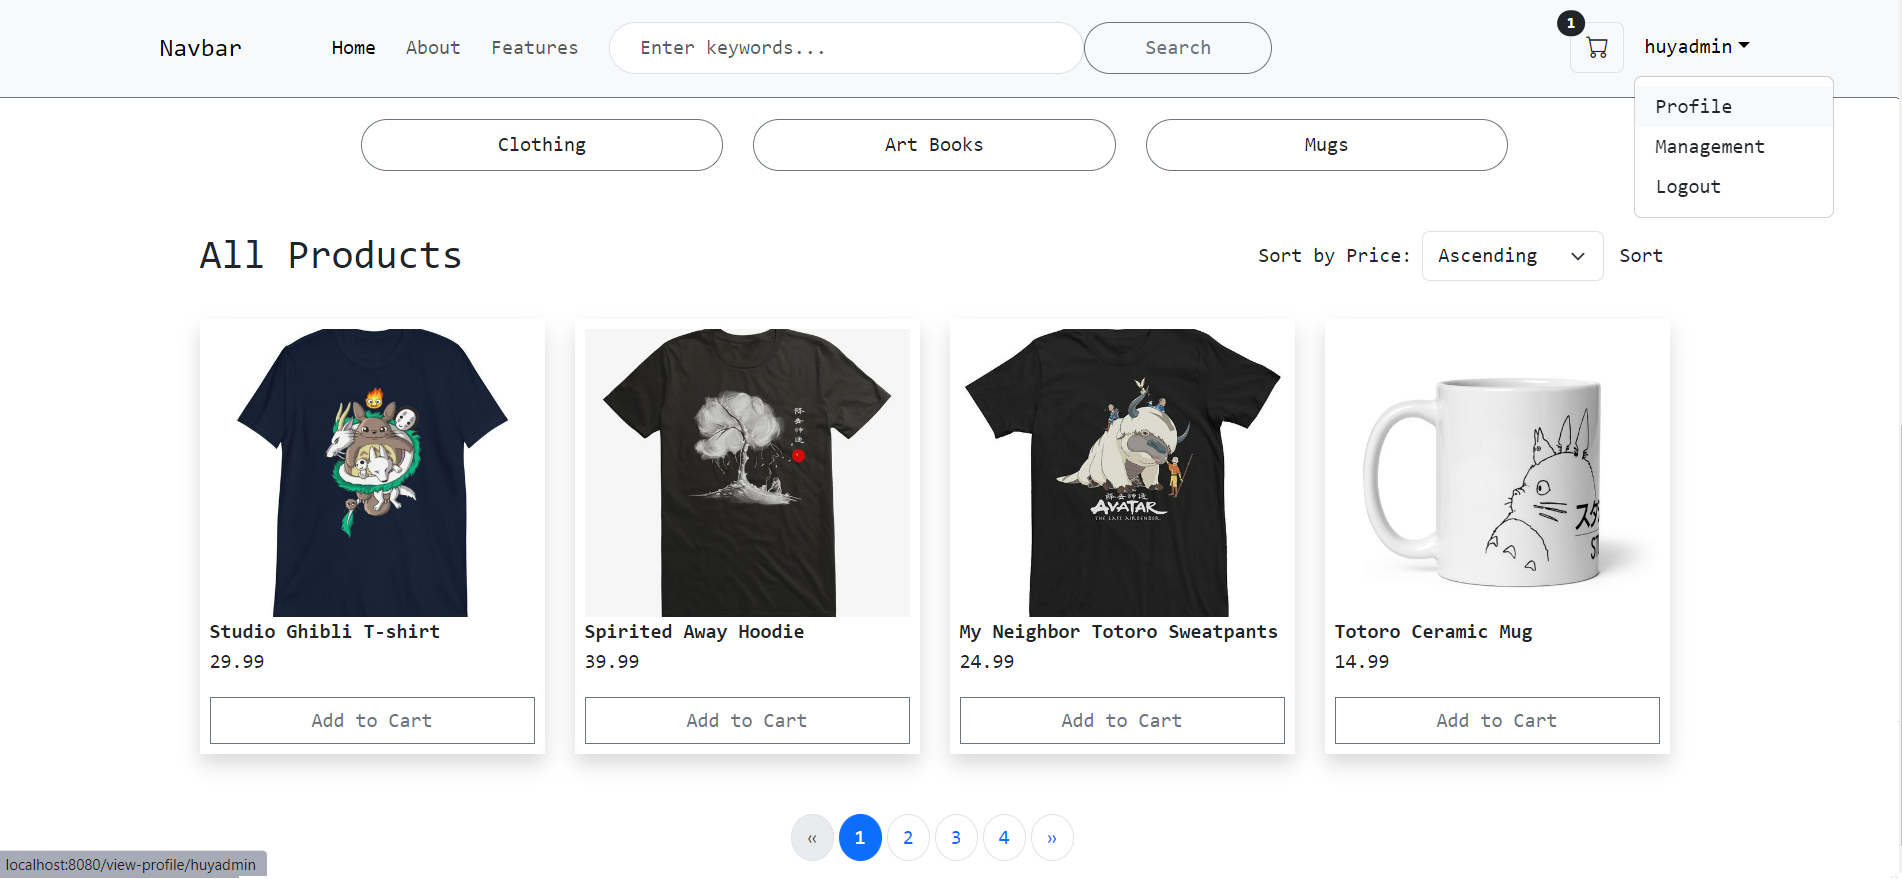 Navbar
Home
About
Features
Enter keywords...
Search
1
huyadmin
Profile
Management
Logout
Clothing
Art Books
Mugs
All Products
Sort by Price:
Ascending
Sort
AVATAR
THE LAST AIRBENDER
Studio Ghibli T-shirt
29.99
Add to Cart
Spirited Away Hoodie
39.99
Add to Cart
My Neighbor Totoro Sweatpants
24.99
Add to Cart
Totoro Ceramic Mug
14.99
Add to Cart
«
1
2
3
4
»
localhost:8080/view-profile/huyadmin